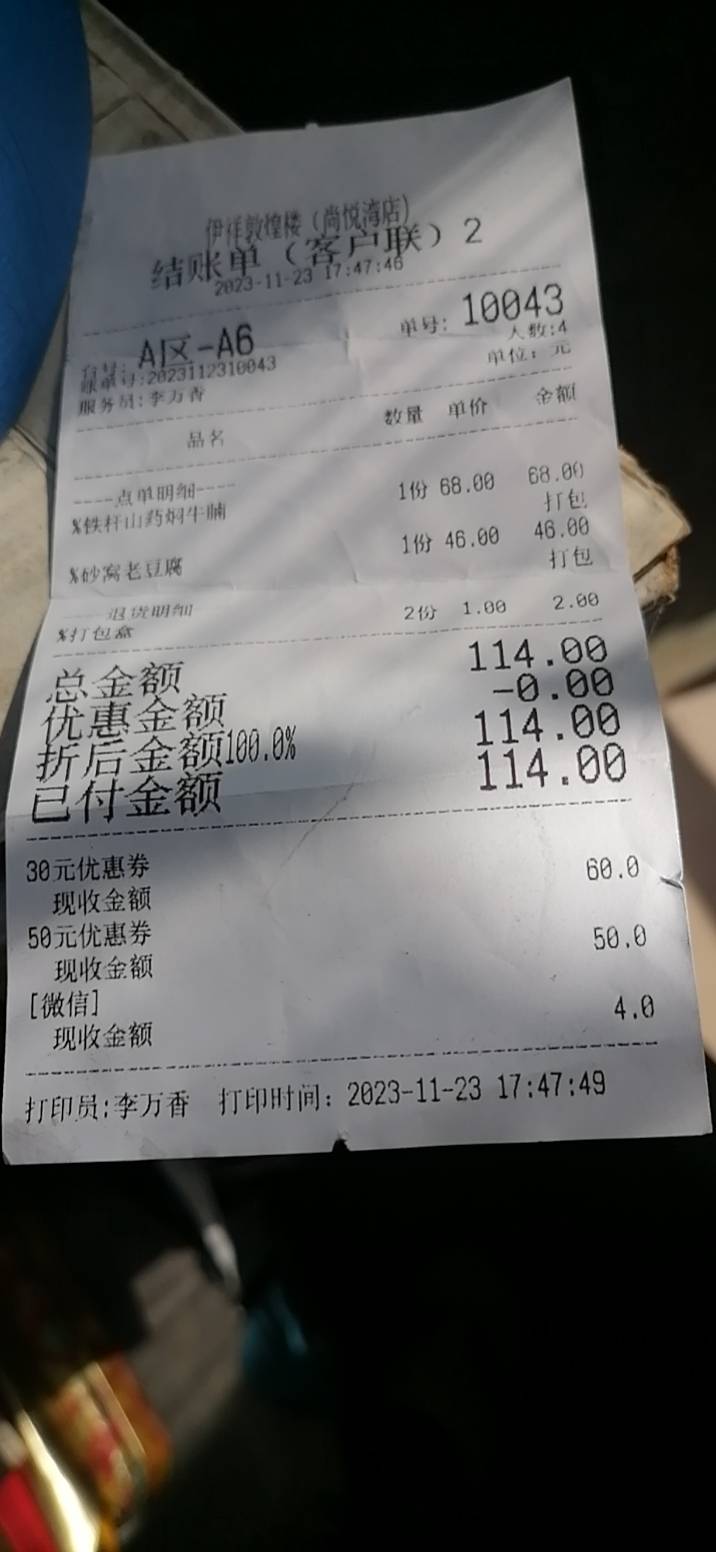 伊祥敦煌楼（尚悦湾店）
结账单（客户联）2
2023-11-23 17:47:46
台号: A区-A6 单号: 10043
账单号:2023112310043 人数:4
服务员:李万香 单位: 元
品名 数量 单价 金额
----点单明细----
%铁杆山药焖牛腩 1份 68.00 68.00
打包
%砂窝老豆腐 1份 46.00 46.00
打包
退货明细
%打包盒 2份 1.00 2.00
总金额 114.00
优惠金额 -0.00
折后金额100.0% 114.00
已付金额 114.00
30元优惠券 60.0
现收金额
50元优惠券 50.0
现收金额
[微信] 4.0
现收金额
打印员:李万香 打印时间: 2023-11-23 17:47:49